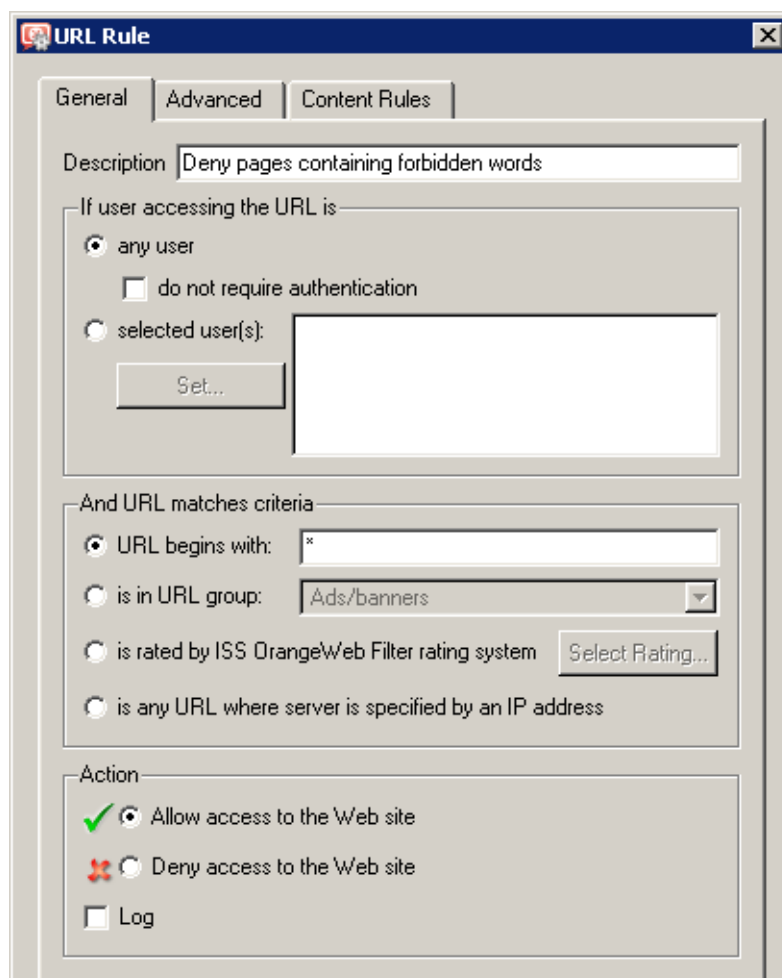 URL Rule
General Advanced Content Rules
Description Deny pages containing forbidden words
If user accessing the URL is
any user
do not require authentication
selected user(s):
Set...
And URL matches criteria
URL begins with: *
is in URL group: Ads/banners
is rated by ISS OrangeWeb Filter rating system Select Rating...
is any URL where server is specified by an IP address
Action
Allow access to the Web site
Deny access to the Web site
Log